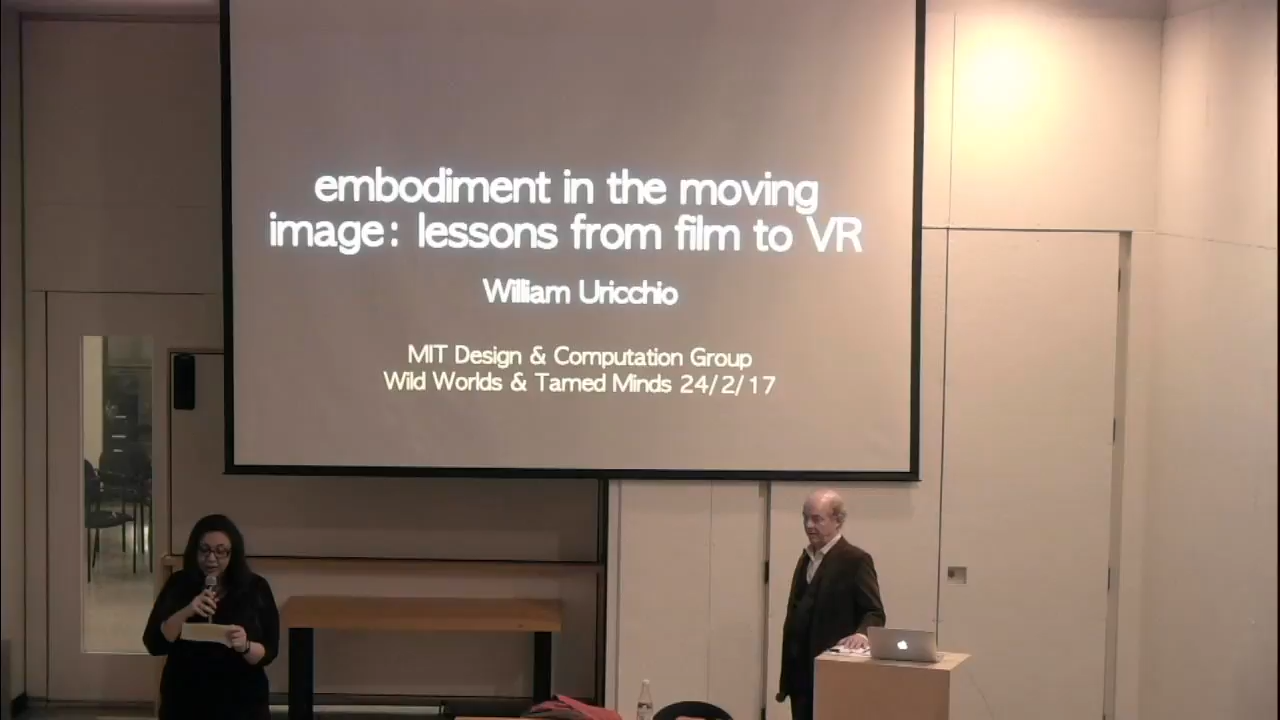 embodiment in the moving
image: lessons from film to VR
William Uricchio
MIT Design & Computation Group
Wild Worlds & Tamed Minds 24/2/17